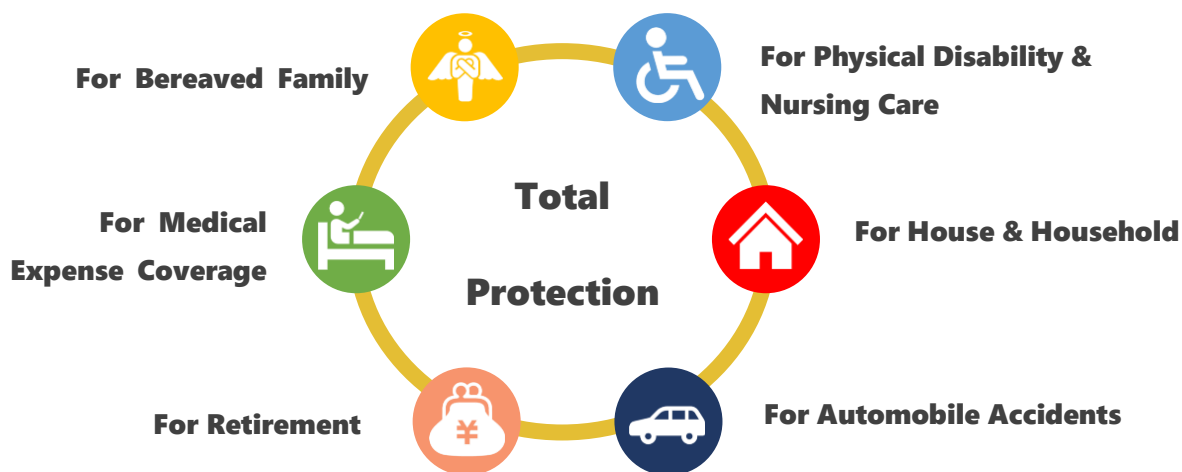 For Bereaved Family
For Physical Disability &
Nursing Care
For Medical
Expense Coverage
Total
Protection
For House & Household
For Retirement
¥
For Automobile Accidents